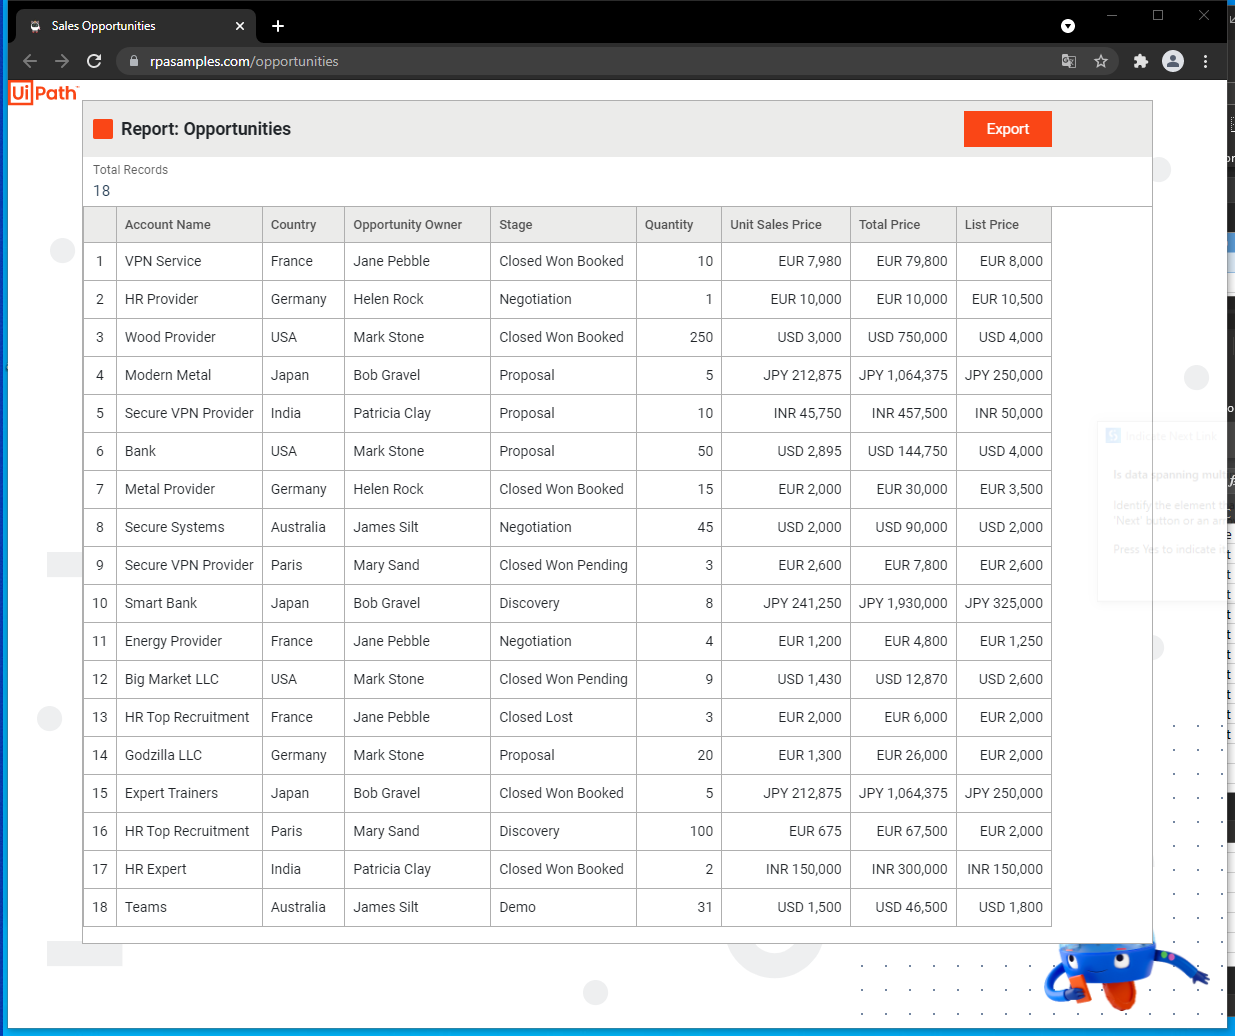 Sales Opportunities
rpasamples.com/opportunities
UiPath
Report: Opportunities
Export
Total Records
18
Account Name Country Opportunity Owner Stage Quantity Unit Sales Price Total Price List Price
1 VPN Service France Jane Pebble Closed Won Booked 10 EUR 7,980 EUR 79,800 EUR 8,000
2 HR Provider Germany Helen Rock Negotiation 1 EUR 10,000 EUR 10,000 EUR 10,500
3 Wood Provider USA Mark Stone Closed Won Booked 250 USD 3,000 USD 750,000 USD 4,000
4 Modern Metal Japan Bob Gravel Proposal 5 JPY 212,875 JPY 1,064,375 JPY 250,000
5 Secure VPN Provider India Patricia Clay Proposal 10 INR 45,750 INR 457,500 INR 50,000
6 Bank USA Mark Stone Proposal 50 USD 2,895 USD 144,750 USD 4,000
7 Metal Provider Germany Helen Rock Closed Won Booked 15 EUR 2,000 EUR 30,000 EUR 3,500
8 Secure Systems Australia James Silt Negotiation 45 USD 2,000 USD 90,000 USD 2,000
9 Secure VPN Provider Paris Mary Sand Closed Won Pending 3 EUR 2,600 EUR 7,800 EUR 2,600
10 Smart Bank Japan Bob Gravel Discovery 8 JPY 241,250 JPY 1,930,000 JPY 325,000
11 Energy Provider France Jane Pebble Negotiation 4 EUR 1,200 EUR 4,800 EUR 1,250
12 Big Market LLC USA Mark Stone Closed Won Pending 9 USD 1,430 USD 12,870 USD 2,600
13 HR Top Recruitment France Jane Pebble Closed Lost 3 EUR 2,000 EUR 6,000 EUR 2,000
14 Godzilla LLC Germany Mark Stone Proposal 20 EUR 1,300 EUR 26,000 EUR 2,000
15 Expert Trainers Japan Bob Gravel Closed Won Booked 5 JPY 212,875 JPY 1,064,375 JPY 250,000
16 HR Top Recruitment Paris Mary Sand Discovery 100 EUR 675 EUR 67,500 EUR 2,000
17 HR Expert India Patricia Clay Closed Won Booked 2 INR 150,000 INR 300,000 INR 150,000
18 Teams Australia James Silt Demo 31 USD 1,500 USD 46,500 USD 1,800
Indicate Next Link
Is data spanning
Identify the element
'Next' button or an
Press Yes to indicate